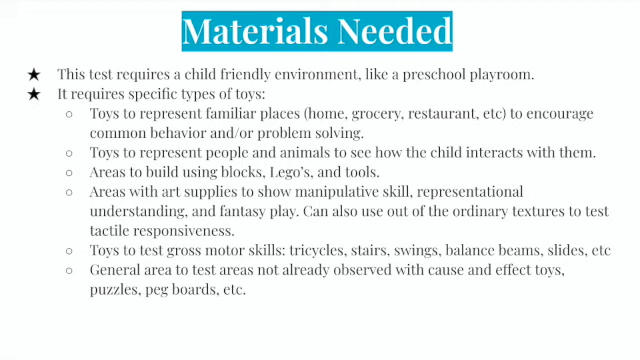 Materials Needed
★ This test requires a child friendly environment, like a preschool playroom.
★ It requires specific types of toys:
○ Toys to represent familiar places (home, grocery, restaurant, etc) to encourage
common behavior and/or problem solving.
○ Toys to represent people and animals to see how the child interacts with them.
○ Areas to build using blocks, Lego's, and tools.
○ Areas with art supplies to show manipulative skill, representational
understanding, and fantasy play. Can also use out of the ordinary textures to test
tactile responsiveness.
○ Toys to test gross motor skills: tricycles, stairs, swings, balance beams, slides, etc
○ General area to test areas not already observed with cause and effect toys,
puzzles, peg boards, etc.